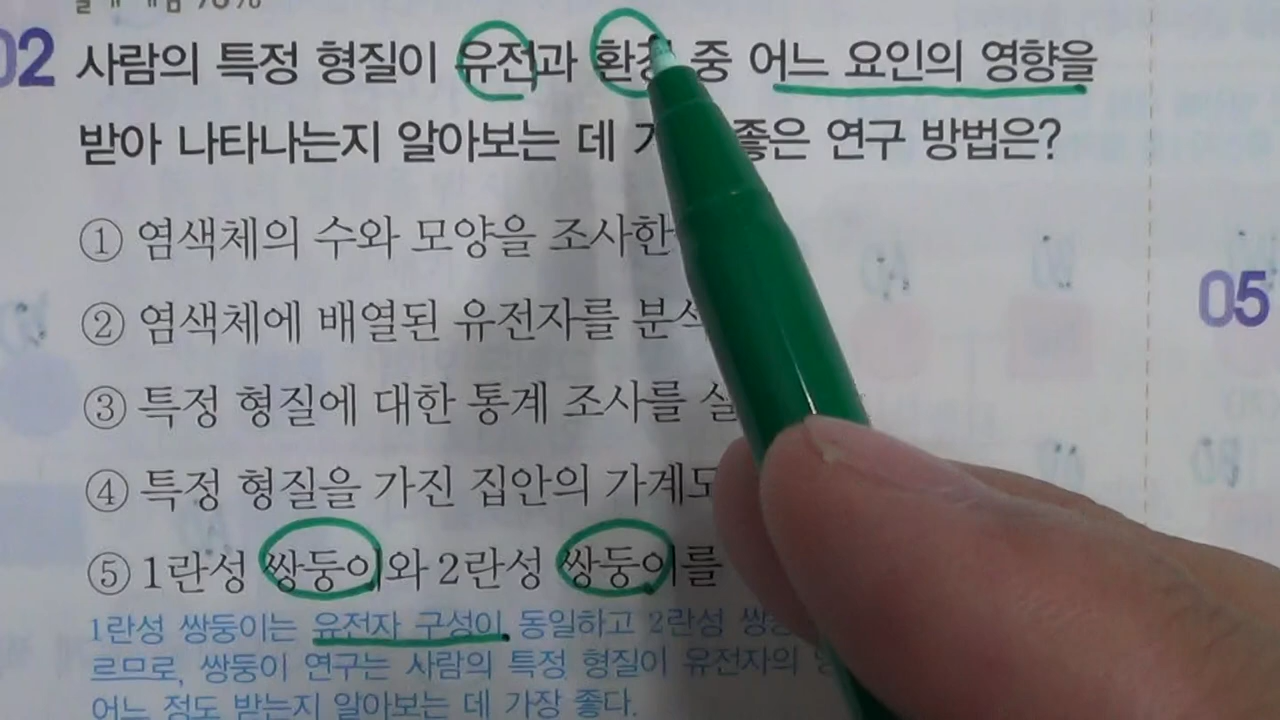 02 사람의 특정 형질이 유전과 환경 중 어느 요인의 영향을
받아 나타나는지 알아보는 데 좋은 연구 방법은?
① 염색체의 수와 모양을 조사한
② 염색체에 배열된 유전자를 분석
③ 특정 형질에 대한 통계 조사를
④ 특정 형질을 가진 집안의 가계도
⑤ 1란성 쌍둥이와 2란성 쌍둥이를
1란성 쌍둥이는 유전자 구성이 동일하고 2란성
르므로, 쌍둥이 연구는 사람의 특정 형질이 유전자의
어느 정도 받는지 알아보는 데 가장 좋다.
05